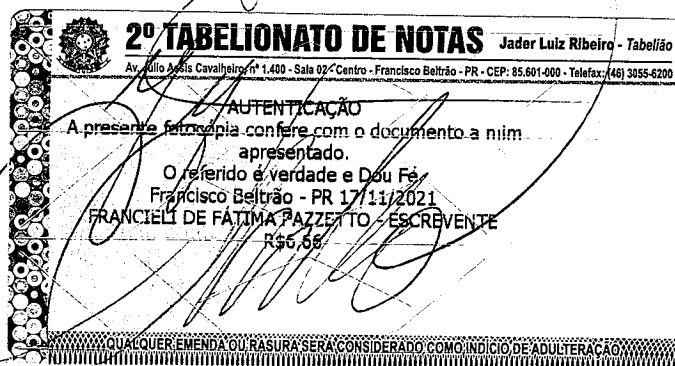 2º TABELIONATO DE NOTAS Jader Luiz Ribeiro - Tabelião
Av. Júlio Assis Cavalheiro, nº 1.400 - Sala 02 - Centro - Francisco Beltrão - PR - CEP: 85.601-000 - Telefax: (46) 3055-6200
AUTENTICAÇÃO
A presente fotocópia confere com o documento a mim
apresentado.
O referido é verdade e Dou Fé.
Francisco Beltrão - PR 17/11/2021
FRANCIELI DE FÁTIMA PAZZETTO - ESCREVENTE
R$6,66
QUALQUER EMENDA OU RASURA SERÁ CONSIDERADO COMO INDÍCIO DE ADULTERAÇÃO